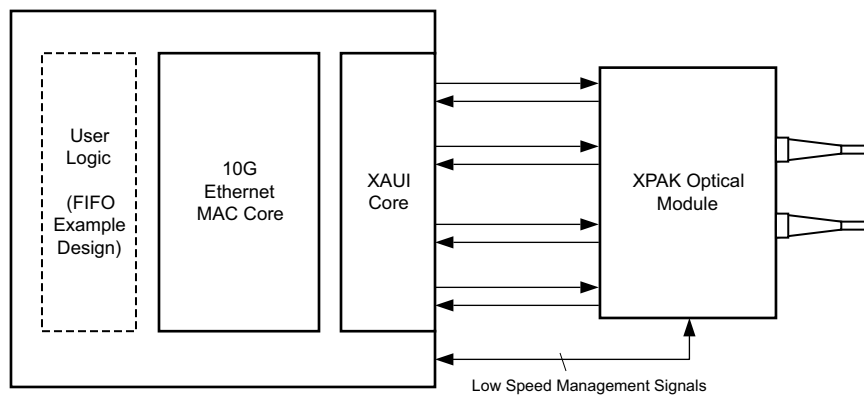 User
Logic
(FIFO
Example
Design)
10G
Ethernet
MAC Core
XAUI
Core
XPAK Optical
Module
Low Speed Management Signals